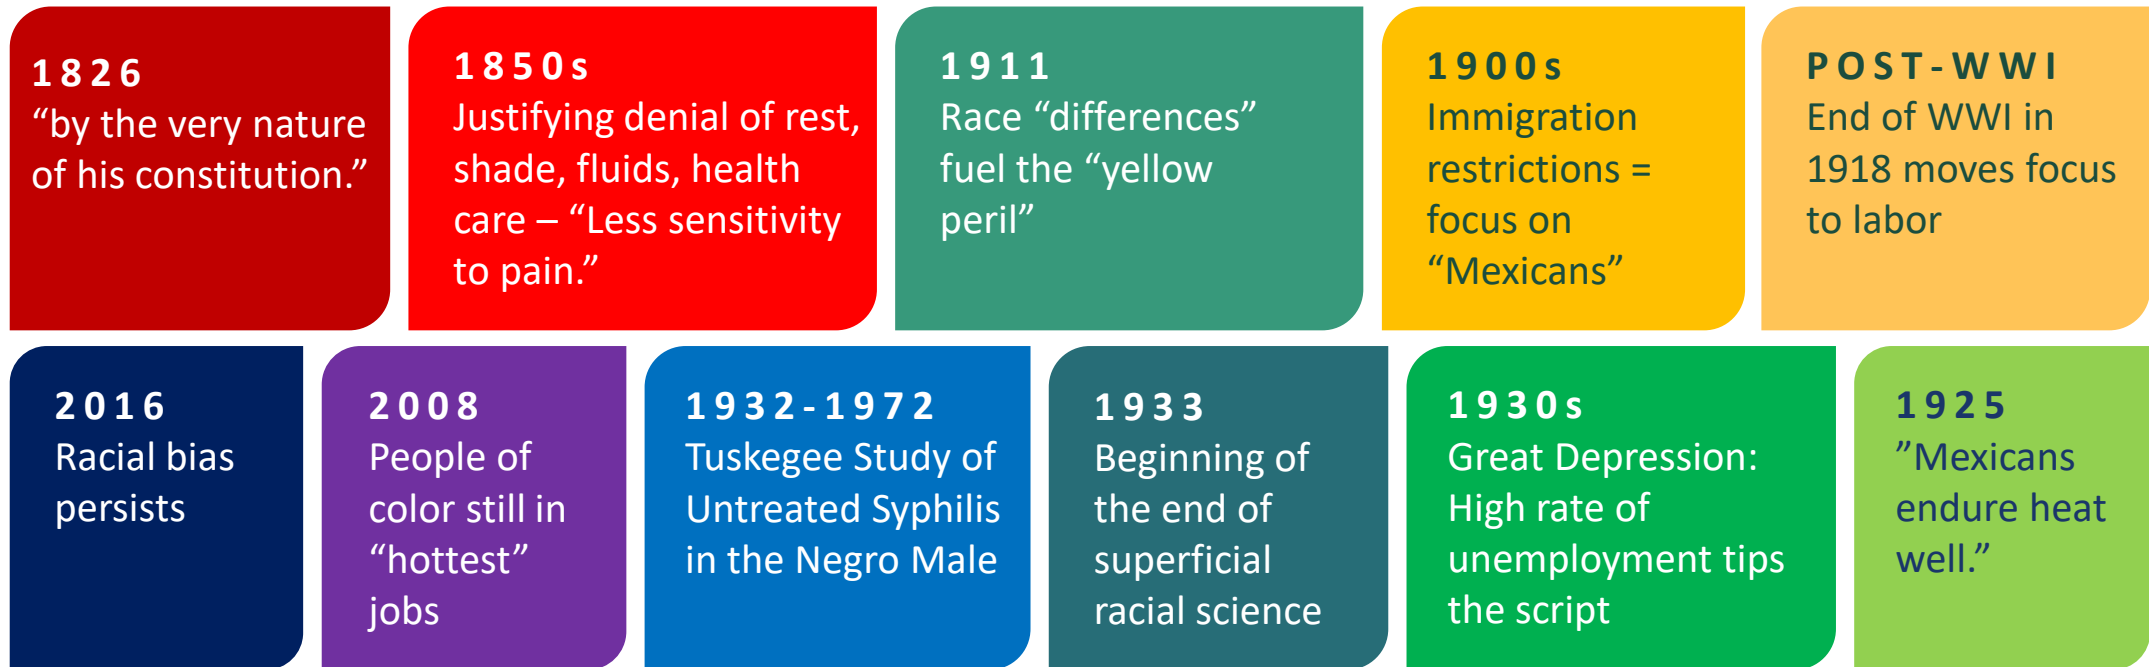 1826
“by the very nature
of his constitution.”
1850s
Justifying denial of rest,
shade, fluids, health
care – “Less sensitivity
to pain.”
1911
Race “differences”
fuel the “yellow
peril”
1900s
Immigration
restrictions =
focus on
“Mexicans”
POST-WWI
End of WWI in
1918 moves focus
to labor
2016
Racial bias
persists
2008
People of
color still in
“hottest”
jobs
1932-1972
Tuskegee Study of
Untreated Syphilis
in the Negro Male
1933
Beginning of
the end of
superficial
racial science
1930s
Great Depression:
High rate of
unemployment tips
the script
1925
”Mexicans
endure heat
well.”